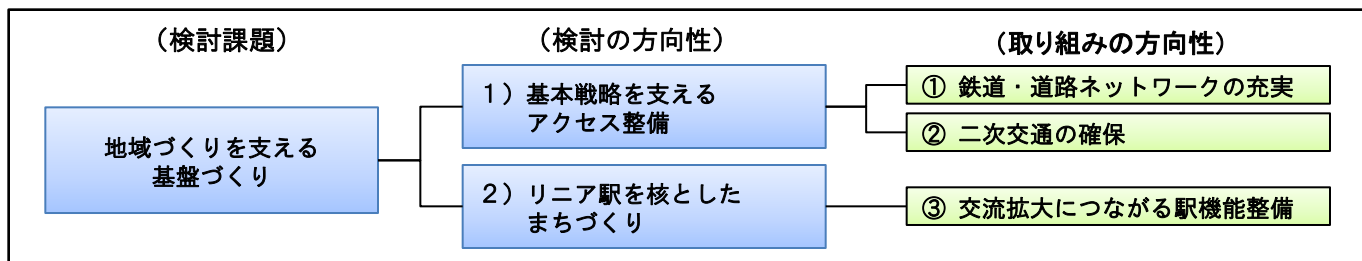 (検討課題)
(検討の方向性)
(取り組みの方向性)
地域づくりを支える
基盤づくり
1)基本戦略を支える
アクセス整備
2)リニア駅を核とした
まちづくり
① 鉄道・道路ネットワークの充実
② 二次交通の確保
③ 交流拡大につながる駅機能整備